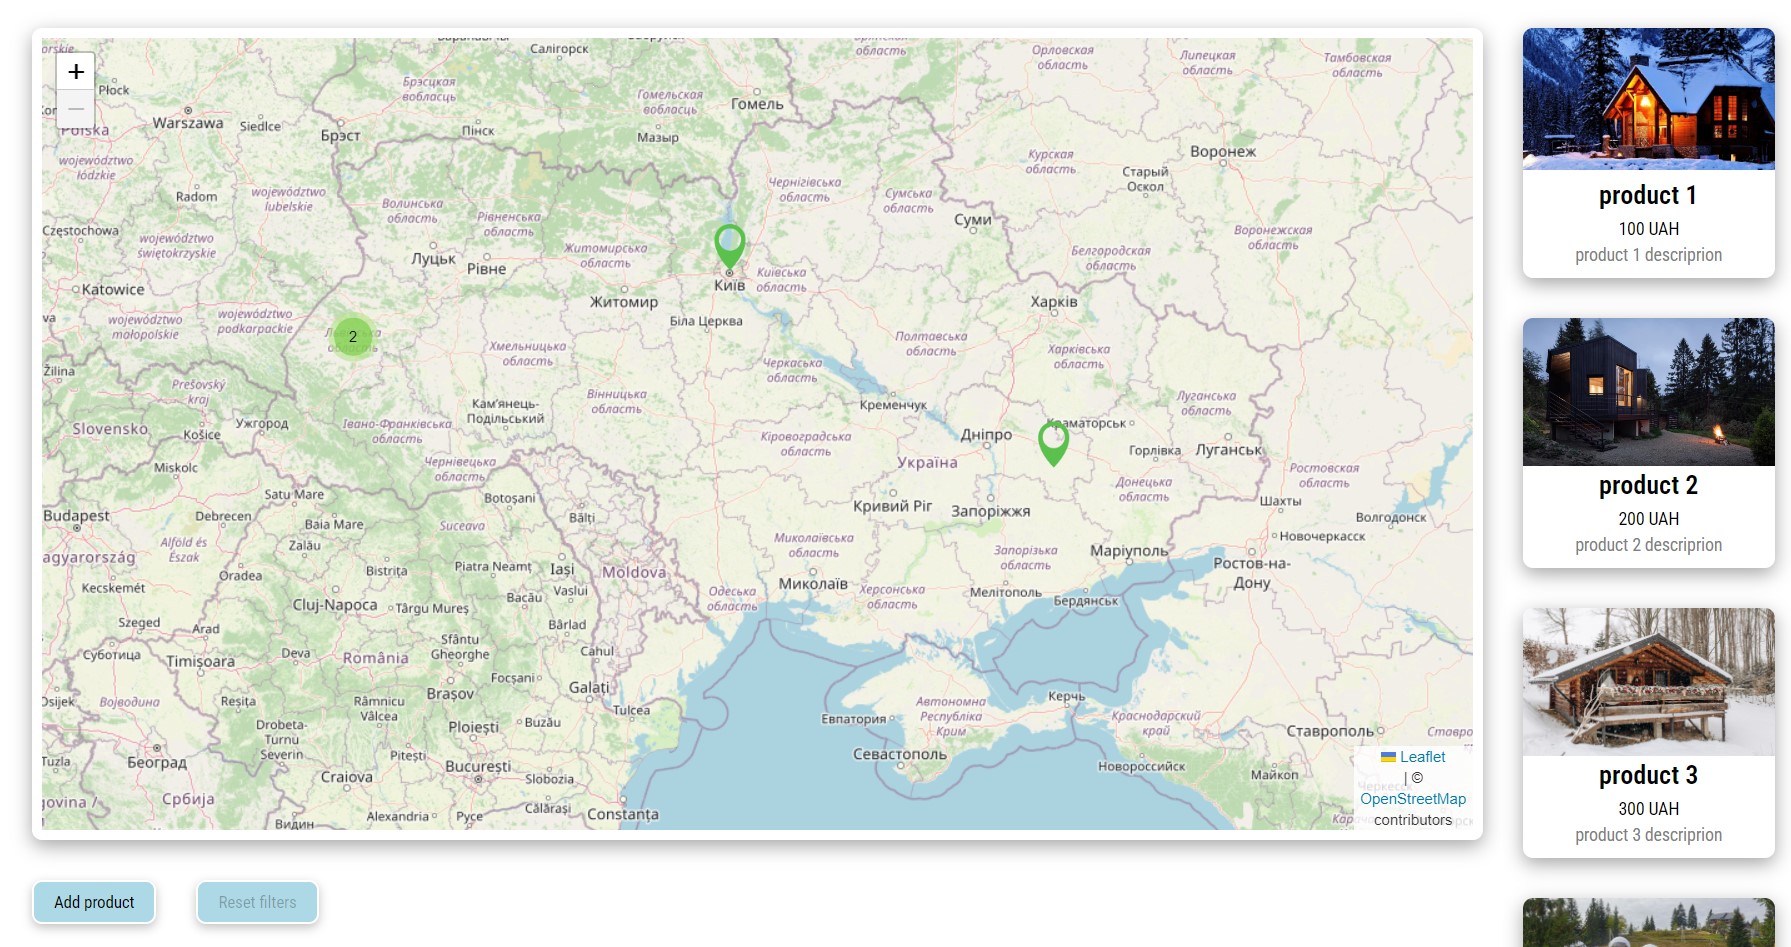 +
−
Салігорск
Орловская
область
Липецкая
область
Тамбовская
область
Брэсцкая
вобласць
Гомельская
вобласць
Гомель
Płock
Warszawa
Siedlce
Polska
Брэст
Пінск
Мазыр
województwo
łódzkie
Radom
województwo
lubelskie
Волинська
область
Рівненська
область
Чернігівська
область
Сумська
область
Курская
область
Старый
Оскол
Воронеж
Częstochowa
województwo
świętokrzyskie
Луцьк
Рівне
Житомирська
область
Суми
Белгородская
область
Воронежская
область
Katowice
Житомир
Київ
Київська
область
Харків
województwo
małopolskie
województwo
podkarpackie
2
Біла Церква
Хмельницька
область
Полтавська
область
Харківська
область
Черкаська
область
Žilina
Prešovský
kraj
Вінницька
область
Кременчук
Луганська
область
Кам’янець-
Подільський
Slovensko
Košice
Ужгород
Івано-Франківська
область
Кіровоградська
область
Дніпро
Краматорськ
Горлівка
Луганськ
Україна
Miskolc
Чернівецька
область
Донецька
область
Ростовская
область
Satu Mare
Botoșani
Кривий Ріг
Запоріжжя
Шахты
Волгодонск
Budapest
Debrecen
Baia Mare
Suceava
Bălți
Новочеркасск
agyarország
Alföld és
Észak
Zalău
Миколаївська
область
Запорізька
область
Маріуполь
Oradea
Bistrița
Piatra Neamț
Iași
Moldova
Ростов-на-
Дону
Kecskemét
Vaslui
Миколаїв
Одеська
область
Херсонська
область
Мелітополь
Бердянськ
Cluj-Napoca
Târgu Mureș
Bacău
Szeged
Arad
Bârlad
Суботица
Timișoara
Deva
România
Sfântu
Gheorghe
Cahul
Focșani
Galați
Osijek
Војводина
Reșița
Râmnicu
Vâlcea
Brașov
Tulcea
Керчь
Евпатория
Автономна
Республіка
Крим
Краснодарский
край
Drobeta-
Turnu
Severin
Ploiești
Buzău
Ставрополь
Tuzla
Београд
Pitești
București
Севастополь
Новороссийск
Майкоп
Craiova
Slobozia
Србија
Călărași
Видин
Alexandria
Русе
Constanța
Leaflet
| ©
OpenStreetMap
contributors
Add product
Reset filters
product 1
100 UAH
product 1 descriprion
product 2
200 UAH
product 2 descriprion
product 3
300 UAH
product 3 descriprion